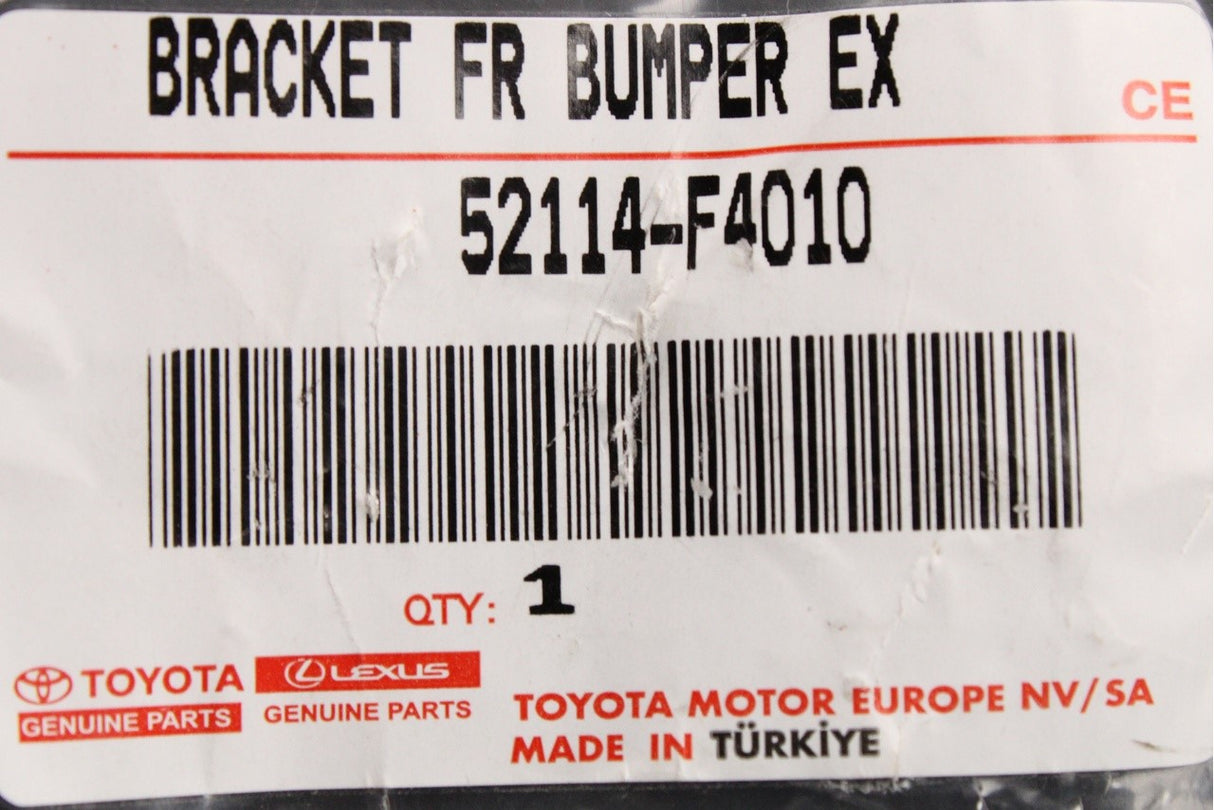 BRACKET FR BUMPER EX
CE
52114-F4010
QTY: 1
TOYOTA
GENUINE PARTS
LEXUS
GENUINE PARTS
TOYOTA MOTOR EUROPE NV/SA
MADE IN TÜRKİYE